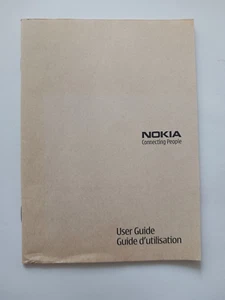 NOKIA
Connecting People
User Guide
Guide d'utilisation